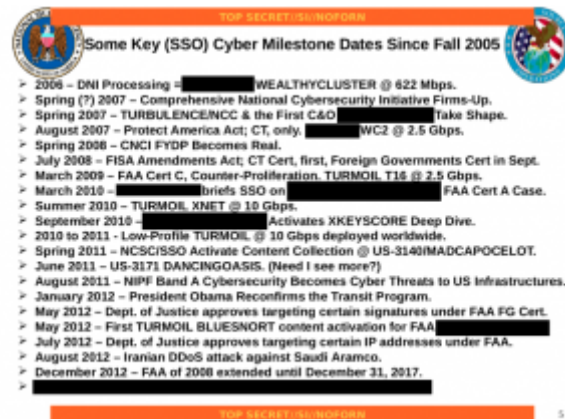 TOP SECRET//SI//NOFORN
Some Key (SSO) Cyber Milestone Dates Since Fall 2005
➢ 2006 – DNI Processing = WEALTHYCLUSTER @ 622 Mbps.
➢ Spring (?) 2007 – Comprehensive National Cybersecurity Initiative Firms-Up.
➢ Spring 2007 – TURBULENCE/NCC & the First C&O Take Shape.
➢ August 2007 – Protect America Act; CT, only. WC2 @ 2.5 Gbps.
➢ Spring 2008 – CNCI FYDP Becomes Real.
➢ July 2008 – FISA Amendments Act; CT Cert, first, Foreign Governments Cert in Sept.
➢ March 2009 – FAA Cert C, Counter-Proliferation. TURMOIL T16 @ 2.5 Gbps.
➢ March 2010 – briefs SSO on FAA Cert A Case.
➢ Summer 2010 – TURMOIL XNET @ 10 Gbps.
➢ September 2010 – Activates XKEYSCORE Deep Dive.
➢ 2010 to 2011 - Low-Profile TURMOIL @ 10 Gbps deployed worldwide.
➢ Spring 2011 – NCSC/SSO Activate Content Collection @ US-3140/MADCAPOCELOT.
➢ June 2011 – US-3171 DANCINGOASIS. (Need I see more?)
➢ August 2011 – NIPF Band A Cybersecurity Becomes Cyber Threats to US Infrastructures.
➢ January 2012 – President Obama Reconfirms the Transit Program.
➢ May 2012 – Dept. of Justice approves targeting certain signatures under FAA FG Cert.
➢ May 2012 – First TURMOIL BLUESNORT content activation for FAA
➢ July 2012 – Dept. of Justice approves targeting certain IP addresses under FAA.
➢ August 2012 – Iranian DDoS attack against Saudi Aramco.
➢ December 2012 – FAA of 2008 extended until December 31, 2017.
➢
TOP SECRET//SI//NOFORN
5